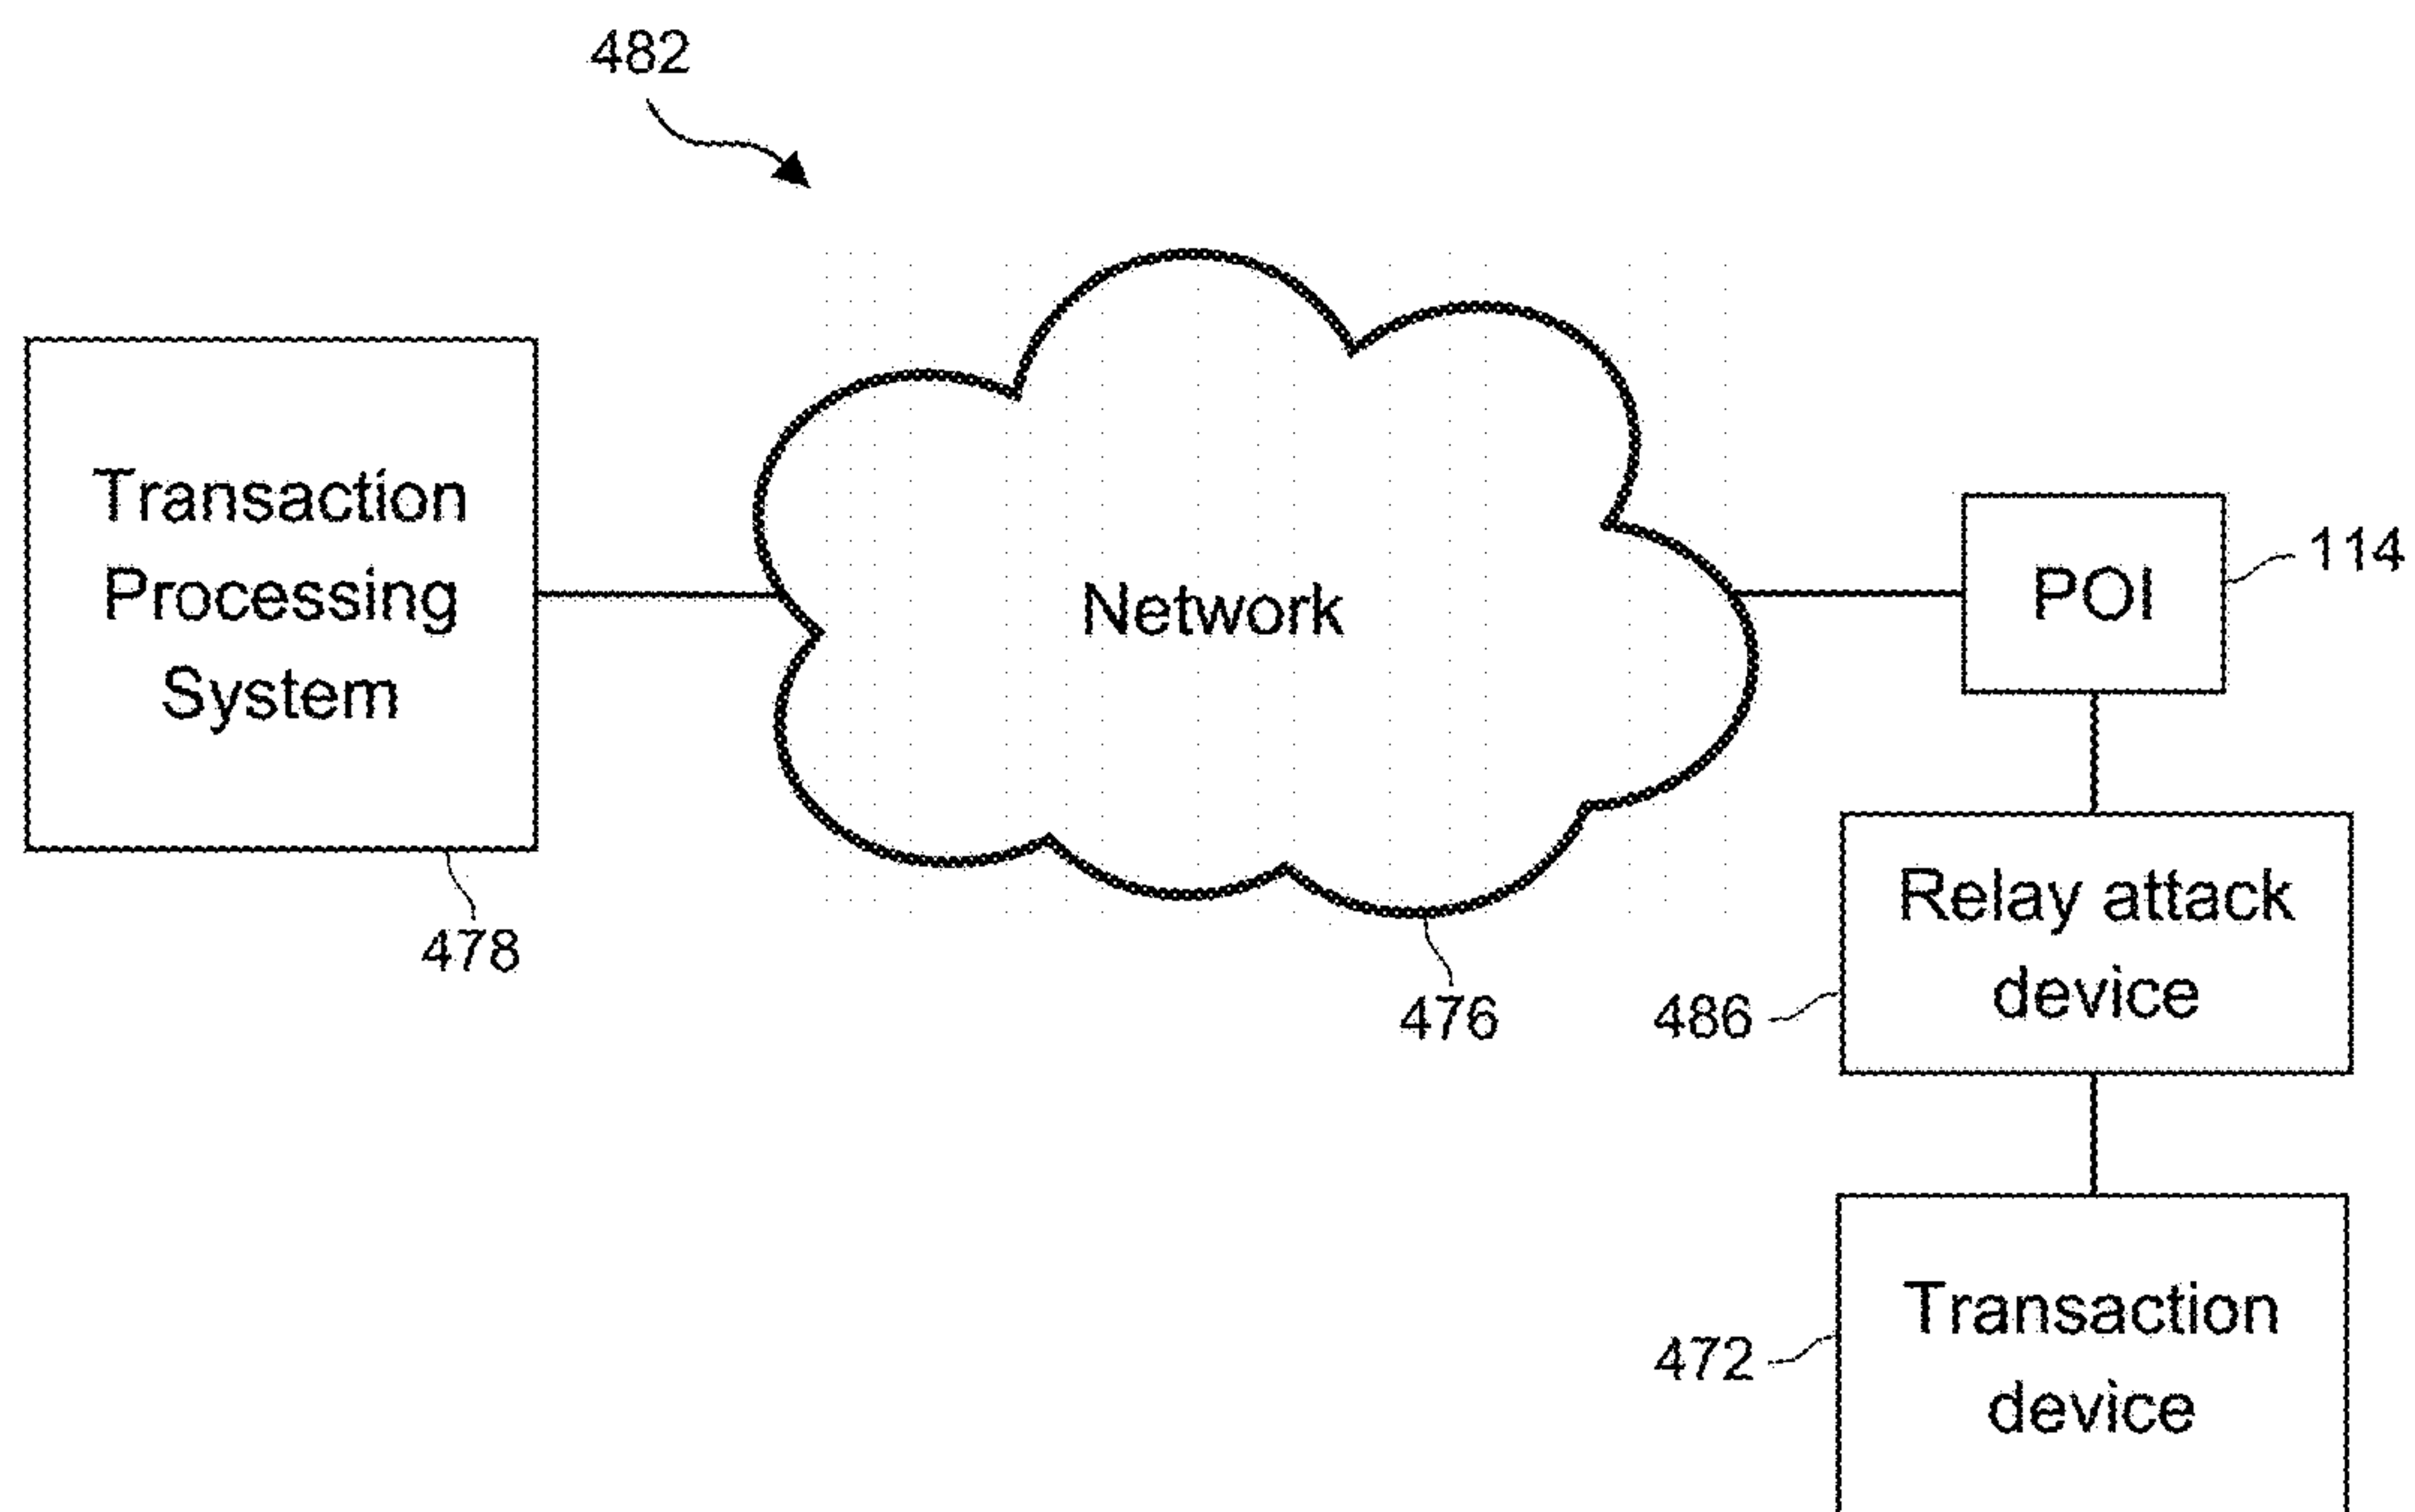 482
Transaction
Processing
System
478
Network
476
POI
114
Relay attack
device
486
Transaction
device
472